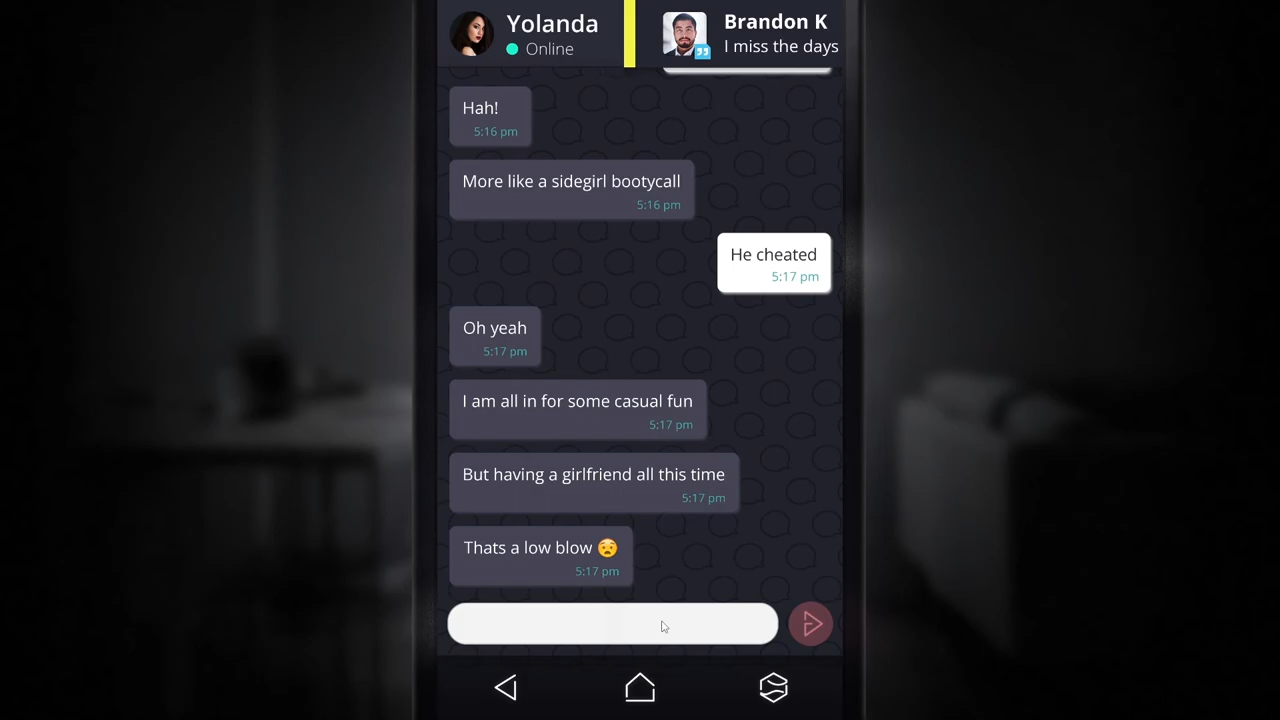 Yolanda
Online
Brandon K
I miss the days
Hah!
5:16 pm
More like a sidegirl bootycall
5:16 pm
He cheated
5:17 pm
Oh yeah
5:17 pm
I am all in for some casual fun
5:17 pm
But having a girlfriend all this time
5:17 pm
Thats a low blow 😧
5:17 pm